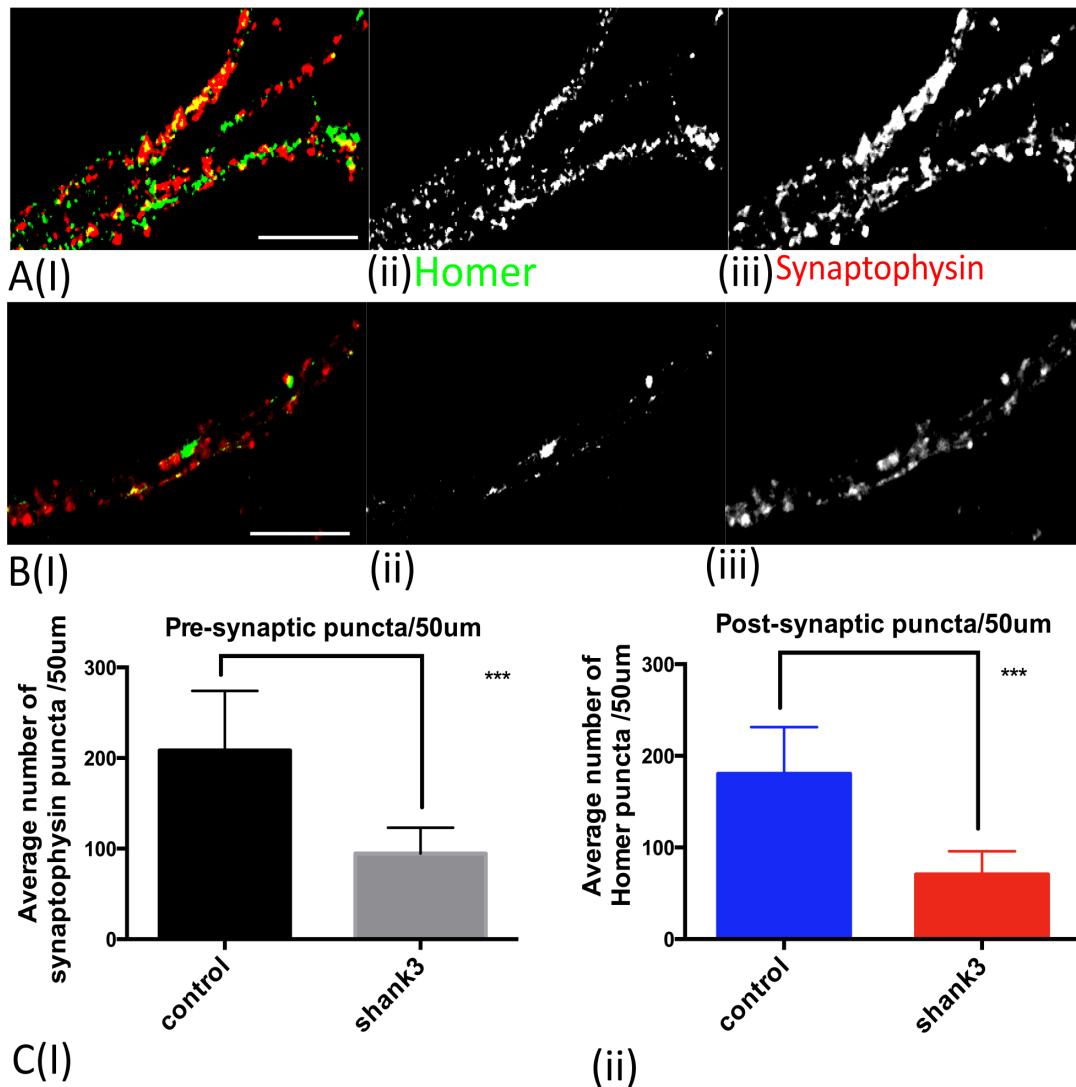 A(I)
(ii) Homer
(iii) Synaptophysin
B(I)
(ii)
(iii)
Pre-synaptic puncta/50um
Average number of
synaptophysin puncta /50um
300
200
100
0
***
control
shank3
C(I)
Post-synaptic puncta/50um
Average number of
Homer puncta /50um
300
200
100
0
***
control
shank3
(ii)